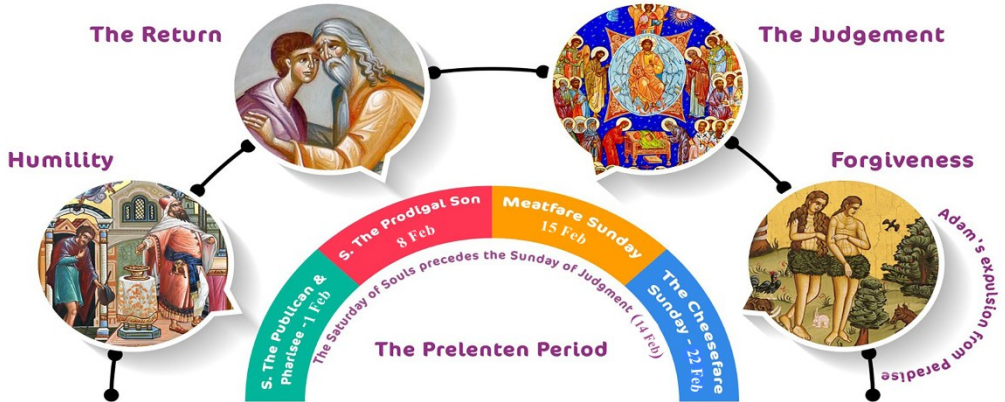 The Return
The Judgement
Humility
Forgiveness
S. The Publican &
Pharisee -1 Feb
S. The Prodigal Son
8 Feb
Meatfare Sunday
15 Feb
The Cheesefare
Sunday - 22 Feb
The Saturday of Souls precedes the Sunday of Judgment (14 Feb)
The Prelenten Period
Adam's expulsion from Paradise